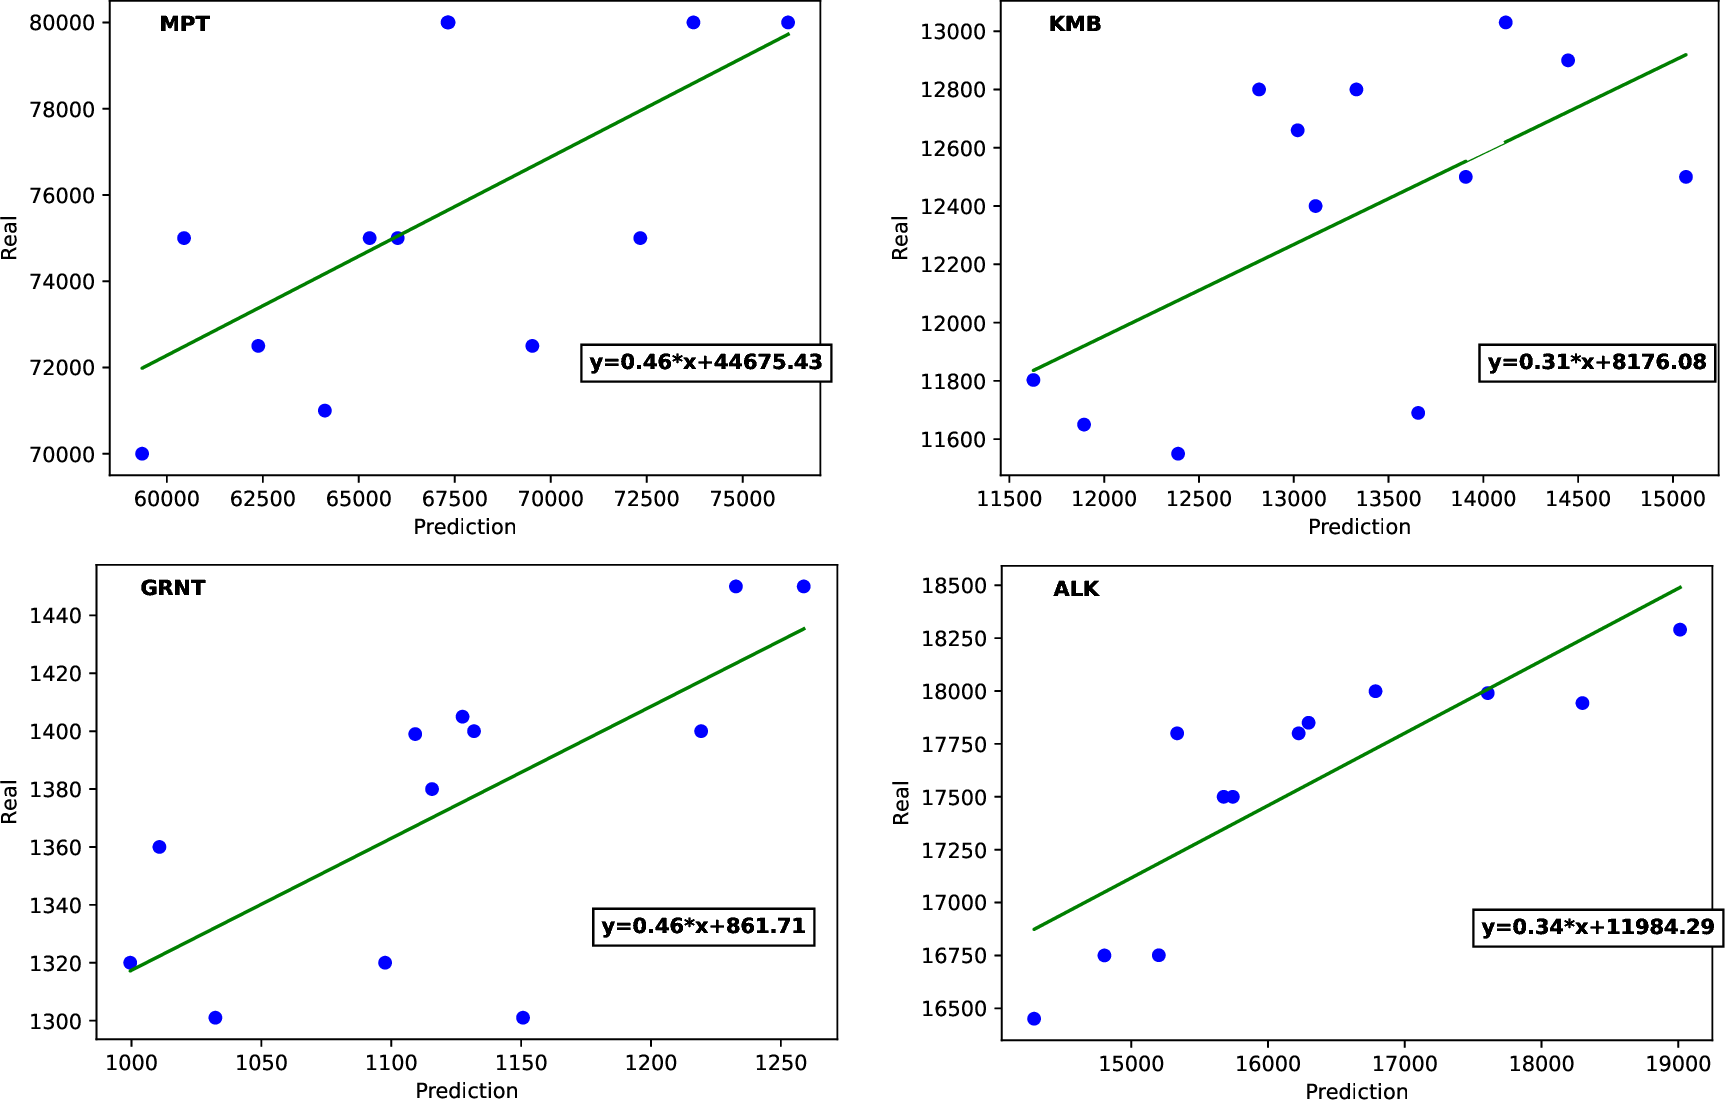 MPT
80000
78000
76000
74000
72000
70000
Real
y=0.46*x+44675.43
60000 62500 65000 67500 70000 72500 75000
Prediction
KMB
13000
12800
12600
12400
12200
12000
11800
11600
Real
y=0.31*x+8176.08
11500 12000 12500 13000 13500 14000 14500 15000
Prediction
GRNT
1440
1420
1400
1380
1360
1340
1320
1300
Real
y=0.46*x+861.71
1000 1050 1100 1150 1200 1250
Prediction
ALK
18500
18250
18000
17750
17500
17250
17000
16750
16500
Real
y=0.34*x+11984.29
15000 16000 17000 18000 19000
Prediction